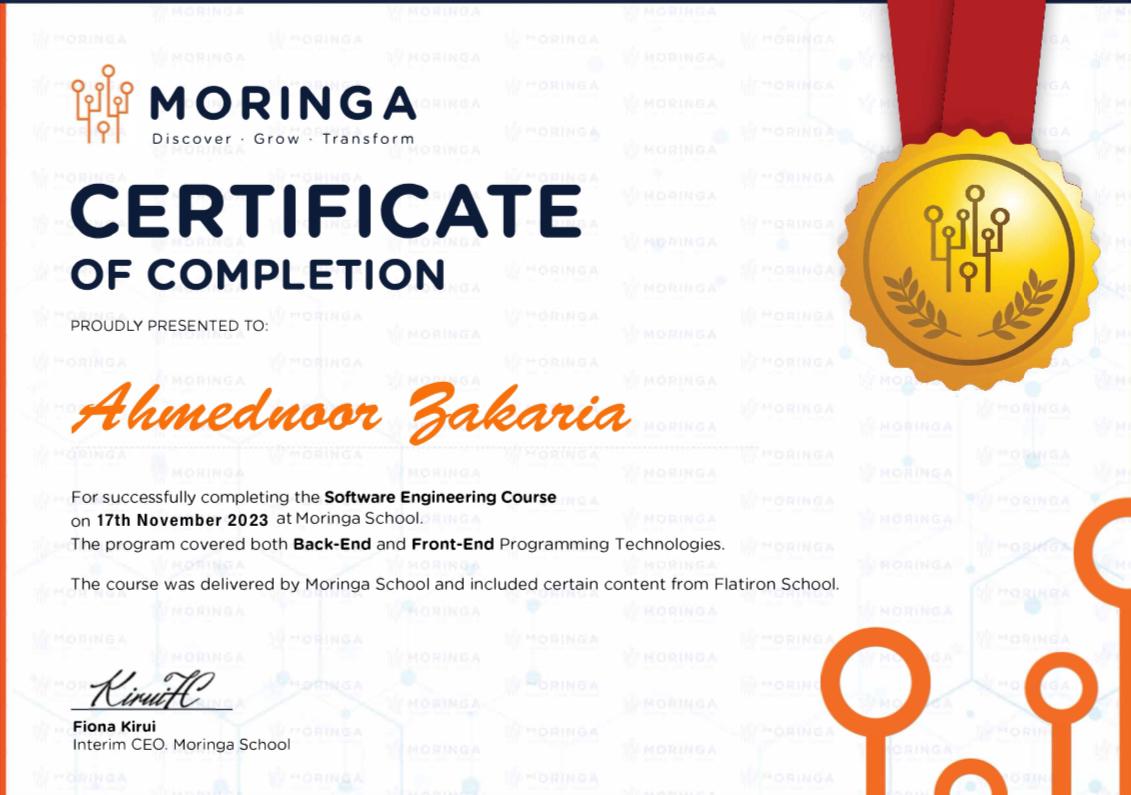 MORINGA
Discover · Grow · Transform
CERTIFICATE
OF COMPLETION
PROUDLY PRESENTED TO:
Ahmednoor Zakaria
For successfully completing the Software Engineering Course
on 17th November 2023 at Moringa School.
The program covered both Back-End and Front-End Programming Technologies.
The course was delivered by Moringa School and included certain content from Flatiron School.
KiruiFC
Fiona Kirui
Interim CEO. Moringa School